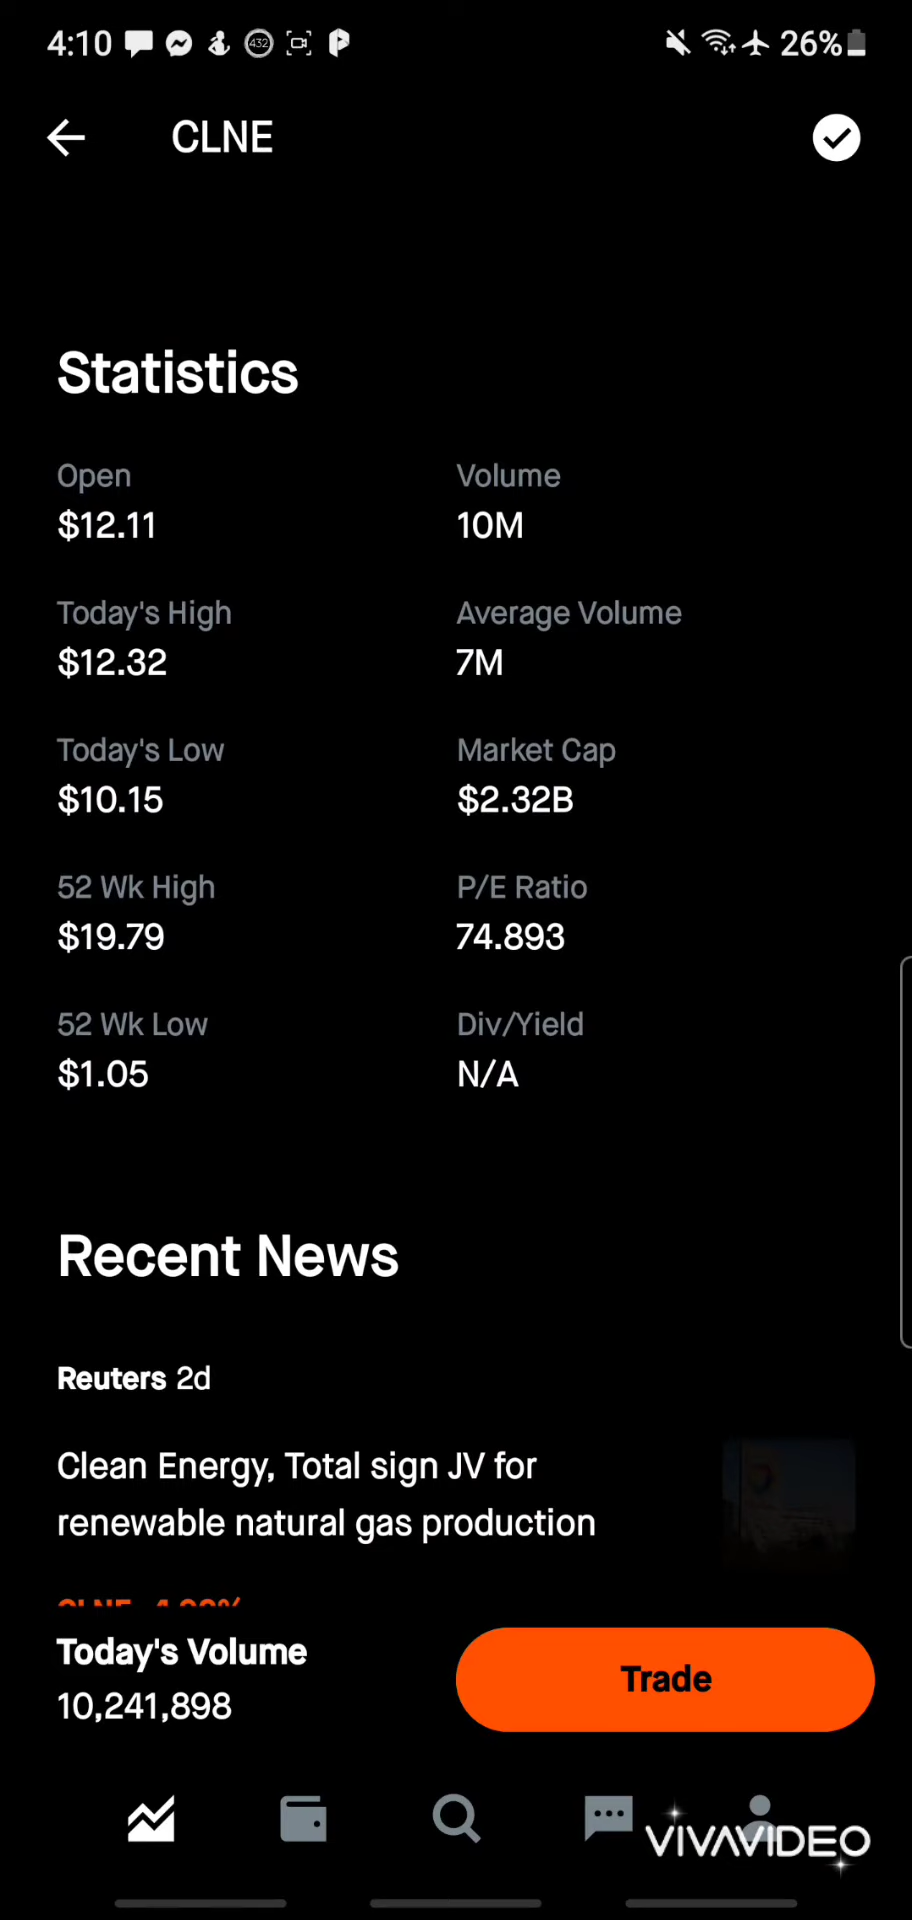 4:10 432 26%
CLNE
Statistics
Open Volume
$12.11 10M
Today's High Average Volume
$12.32 7M
Today's Low Market Cap
$10.15 $2.32B
52 Wk High P/E Ratio
$19.79 74.893
52 Wk Low Div/Yield
$1.05 N/A
Recent News
Reuters 2d
Clean Energy, Total sign JV for
renewable natural gas production
Today's Volume
10,241,898
Trade
VIVAVIDEO